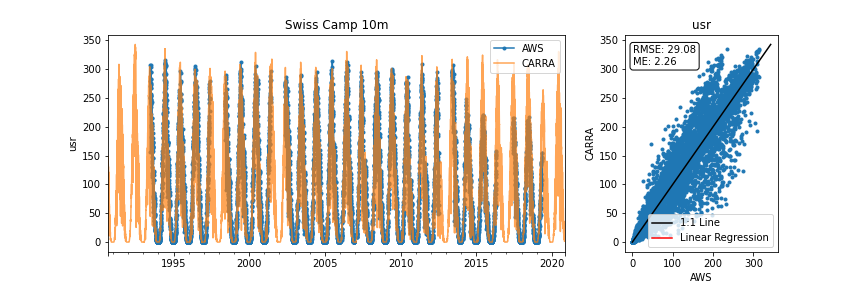 Swiss Camp 10m
usr
350
300
250
200
150
100
50
0
usr
AWS
CARRA
1995
2000
2005
2010
2015
2020
350
300
250
200
150
100
50
0
CARRA
RMSE: 29.08
ME: 2.26
1:1 Line
Linear Regression
0
100
200
300
AWS